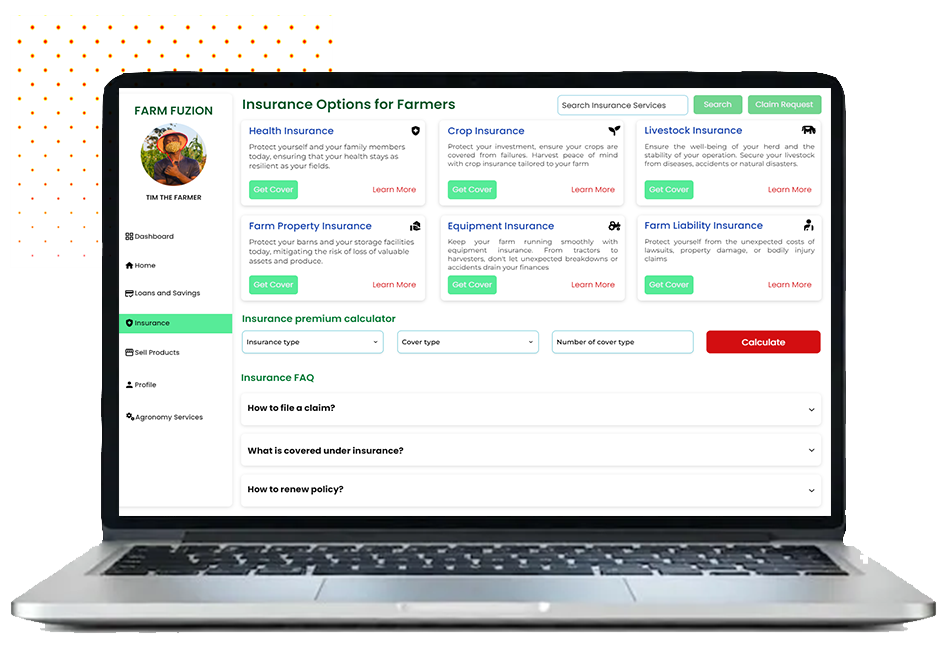 FARM FUZION
TIM THE FARMER
Dashboard
Home
Loans and Savings
Insurance
Sell Products
Profile
Agronomy Services
Insurance Options for Farmers
Search Insurance Services
Search
Claim Request
Health Insurance
Protect yourself and your family members
today, ensuring that your health stays as
resilient as your fields.
Get Cover
Learn More
Crop Insurance
Protect your investment, ensure your crops are
covered from failures. Harvest peace of mind
with crop insurance tailored to your farm
Get Cover
Learn More
Livestock Insurance
Ensure the well-being of your herd and the
stability of your operation. Secure your livestock
from diseases, accidents or natural disasters.
Get Cover
Learn More
Farm Property Insurance
Protect your barns and your storage facilities
today, mitigating the risk of loss of valuable
assets and produce.
Get Cover
Learn More
Equipment Insurance
Keep your farm running smoothly with
equipment insurance. From tractors to
harvesters, don't let unexpected breakdowns or
accidents drain your finances
Get Cover
Learn More
Farm Liability Insurance
Protect yourself from the unexpected costs of
lawsuits, property damage, or bodily injury
claims
Get Cover
Learn More
Insurance premium calculator
Insurance type
Cover type
Number of cover type
Calculate
Insurance FAQ
How to file a claim?
What is covered under insurance?
How to renew policy?